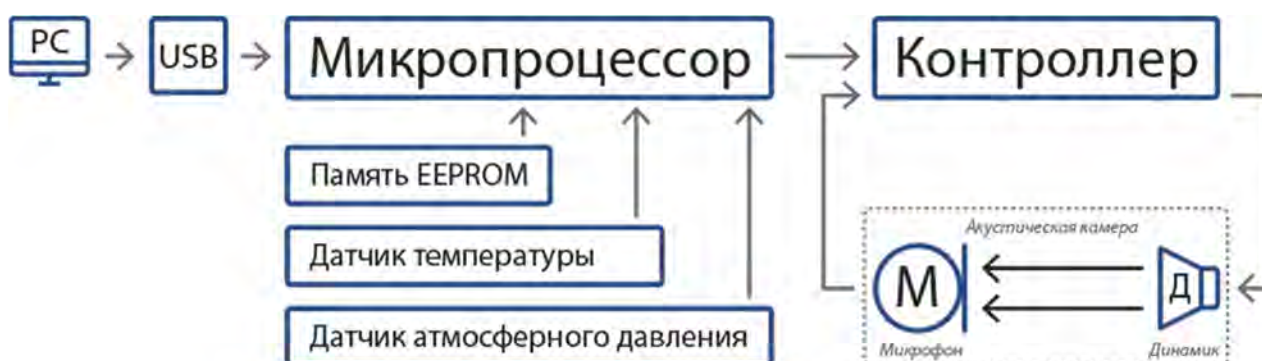 PC
USB
Микропроцессор
Контроллер
Память EEPROM
Датчик температуры
Датчик атмосферного давления
Акустическая камера
М
Д
Микрофон
Динамик